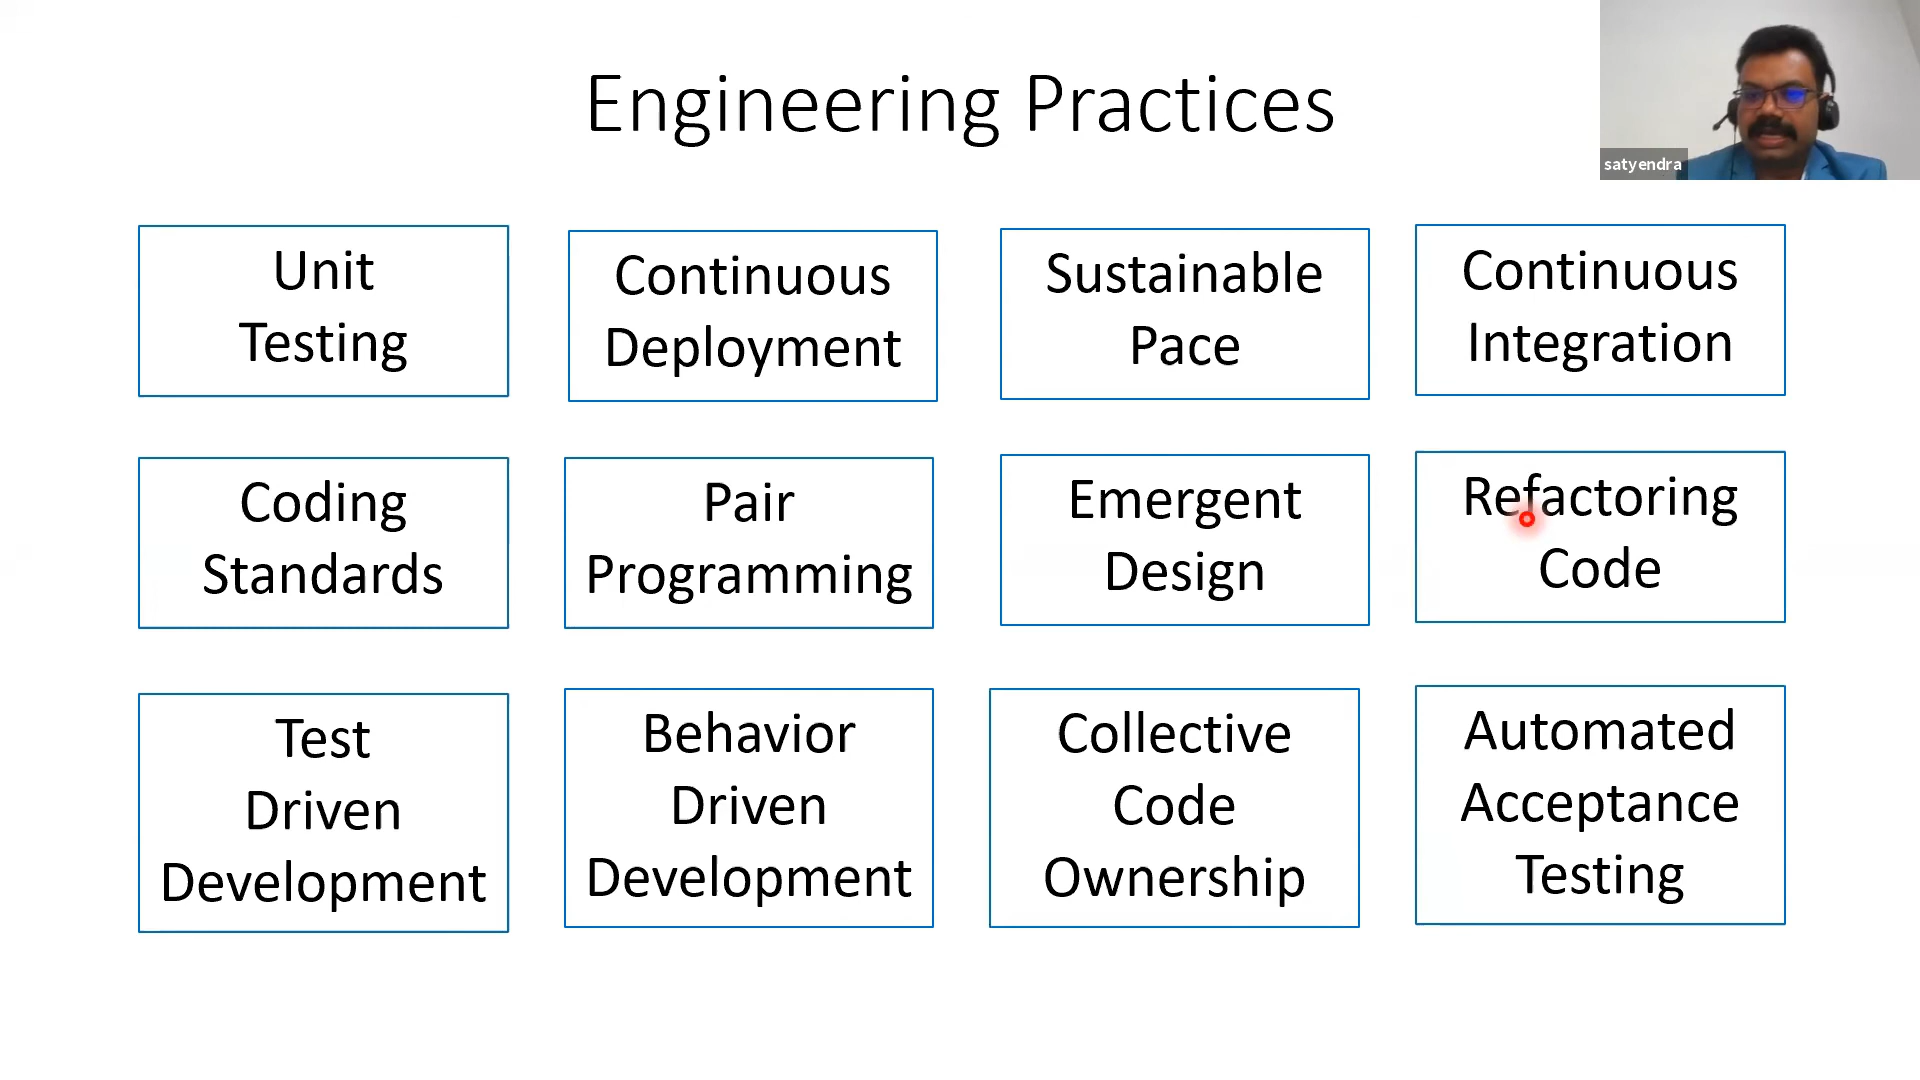 Engineering Practices
satyendra
Unit
Testing
Continuous
Deployment
Sustainable
Pace
Continuous
Integration
Coding
Standards
Pair
Programming
Emergent
Design
Refactoring
Code
Test
Driven
Development
Behavior
Driven
Development
Collective
Code
Ownership
Automated
Acceptance
Testing